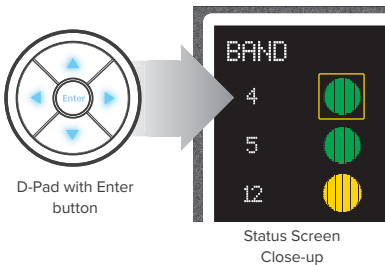 BAND
4
Enter
5
12
D-Pad with Enter
button
Status Screen
Close-up